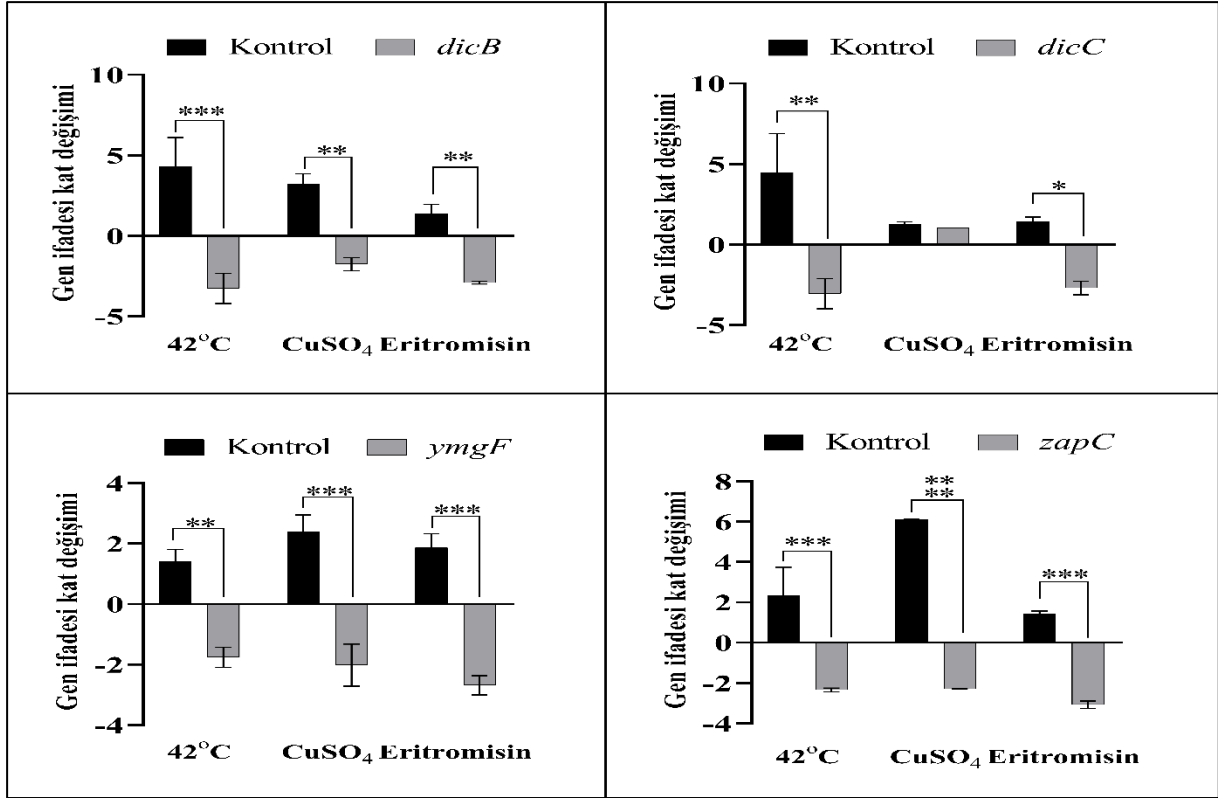 Kontrol dicB
Gen ifadesi kat değişimi
10
5
0
-5
***
**
**
42°C CuSO₄ Eritromisin
Kontrol dicC
Gen ifadesi kat değişimi
10
5
0
-5
**
*
42°C CuSO₄ Eritromisin
Kontrol ymgF
Gen ifadesi kat değişimi
4
2
0
-2
-4
**
***
***
42°C CuSO₄ Eritromisin
Kontrol zapC
Gen ifadesi kat değişimi
8
6
4
2
0
-2
-4
***
**
**
***
42°C CuSO₄ Eritromisin